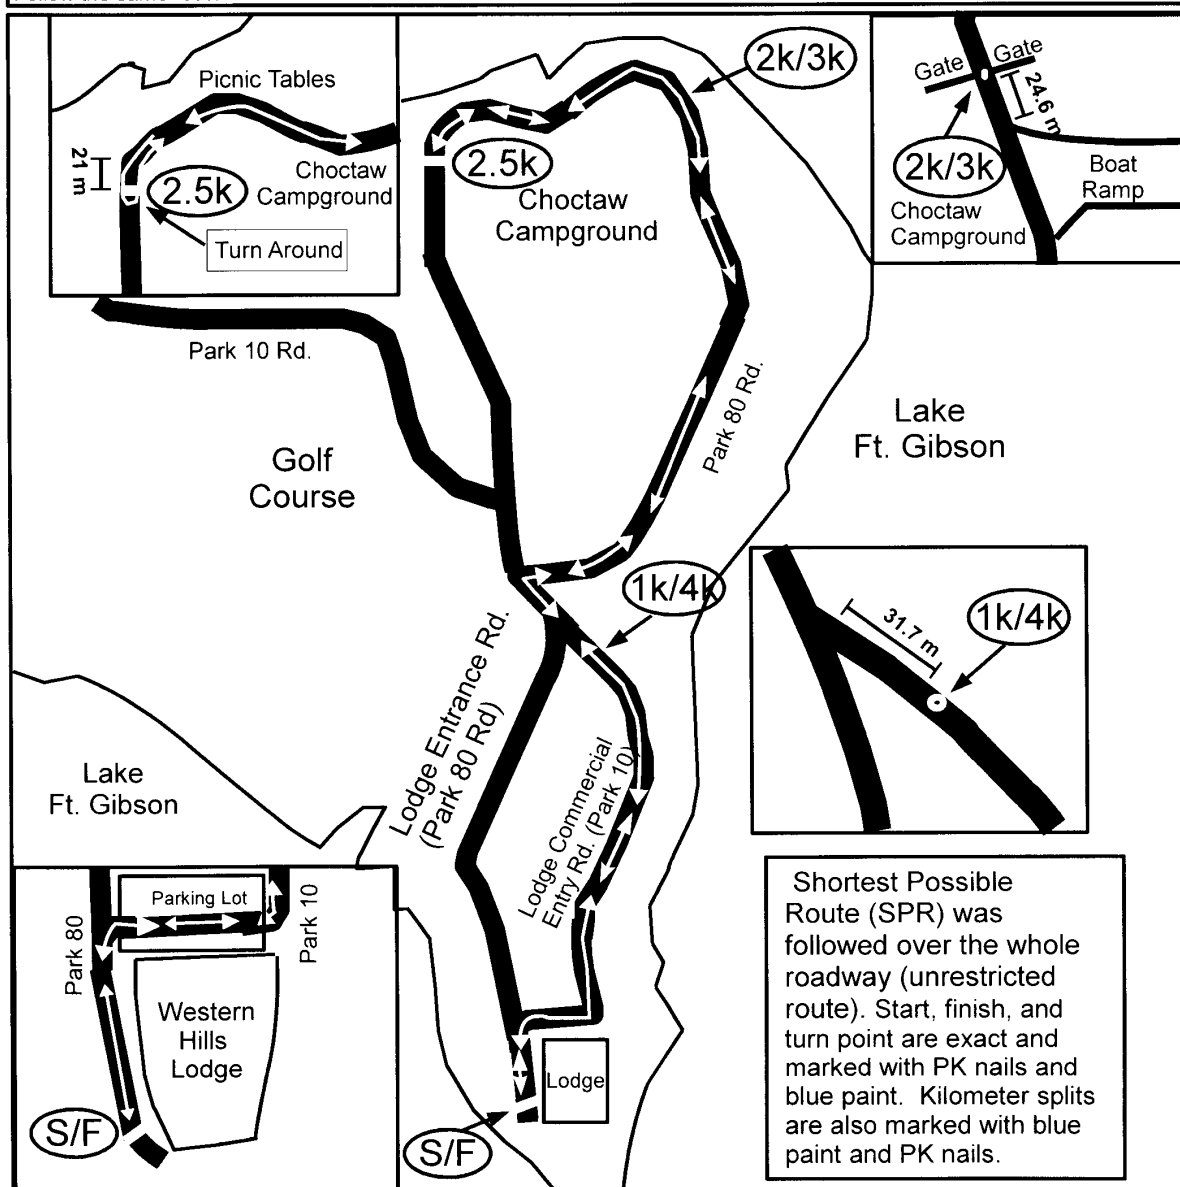 Picnic Tables
21 m
2.5k
Choctaw
Campground
Turn Around
2k/3k
2.5k
Choctaw
Campground
Gate
Gate
24.6 m
2k/3k
Choctaw
Campground
Boat
Ramp
Park 10 Rd.
Park 80 Rd.
Lake
Ft. Gibson
Golf
Course
1k/4k
Lodge Entrance Rd.
(Park 80 Rd)
31.7 m
1k/4k
Lake
Ft. Gibson
Lodge Commercial
Entry Rd. (Park 10)
Parking Lot
Park 80
Park 10
Western
Hills
Lodge
S/F
Lodge
S/F
Shortest Possible
Route (SPR) was
followed over the whole
roadway (unrestricted
route). Start, finish, and
turn point are exact and
marked with PK nails and
blue paint. Kilometer splits
are also marked with blue
paint and PK nails.